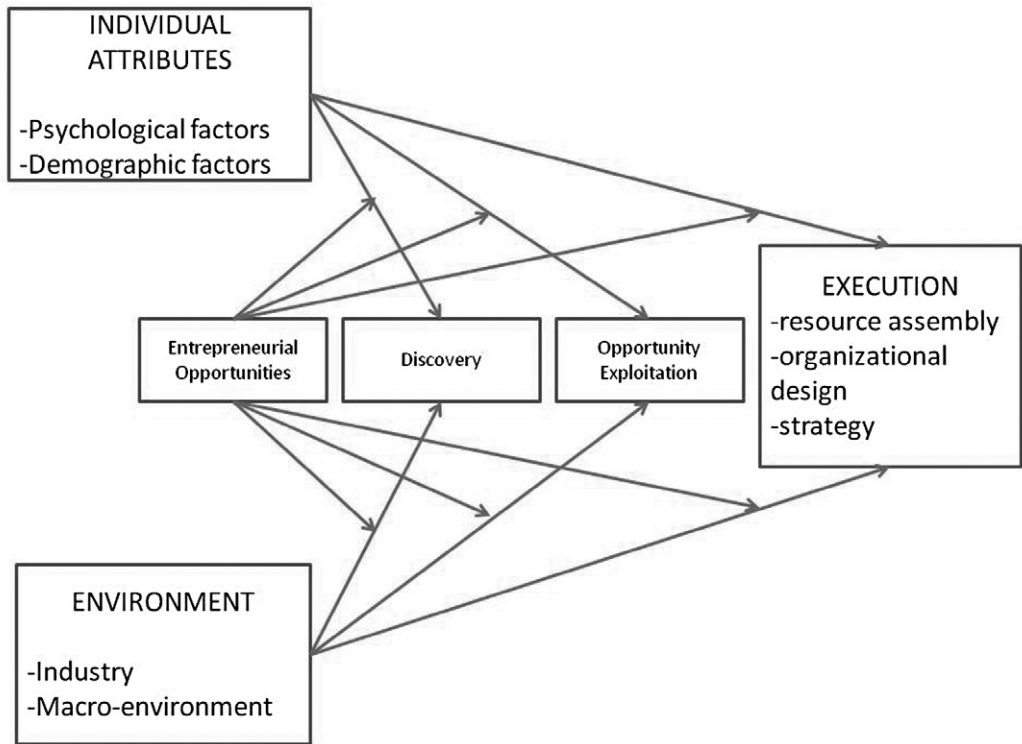 INDIVIDUAL
ATTRIBUTES
-Psychological factors
-Demographic factors
Entrepreneurial
Opportunities
Discovery
Opportunity
Exploitation
EXECUTION
-resource assembly
-organizational
design
-strategy
ENVIRONMENT
-Industry
-Macro-environment